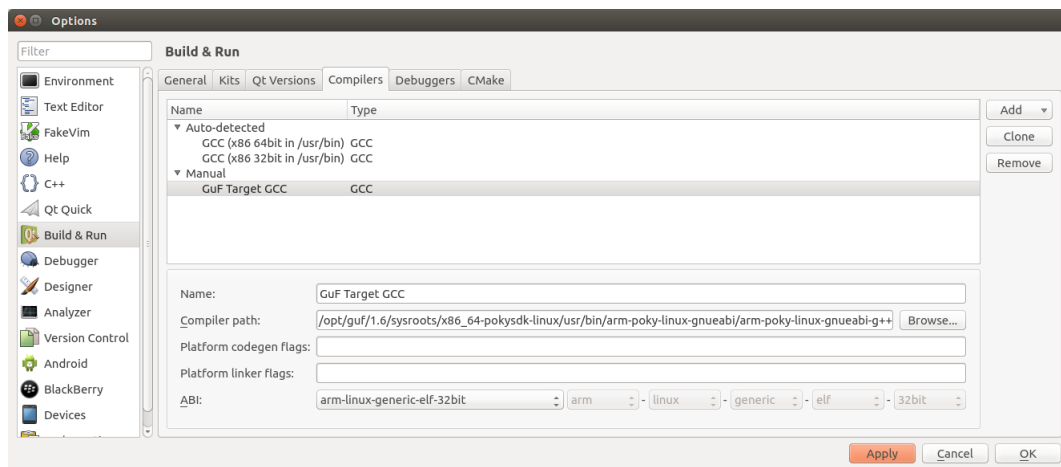 Options
Filter
Build & Run
Environment
Text Editor
FakeVim
Help
C++
Qt Quick
Build & Run
Debugger
Designer
Analyzer
Version Control
Android
BlackBerry
Devices
General Kits Qt Versions Compilers Debuggers CMake
Name Type
Auto-detected
GCC (x86 64bit in /usr/bin) GCC
GCC (x86 32bit in /usr/bin) GCC
Manual
GuF Target GCC GCC
Add
Clone
Remove
Name: GuF Target GCC
Compiler path: /opt/guf/1.6/sysroots/x86_64-pokysdk-linux/usr/bin/arm-poky-linux-gnueabi/arm-poky-linux-gnueabi-g++ Browse...
Platform codegen flags:
Platform linker flags:
ABI: arm-linux-generic-elf-32bit arm - linux - generic - elf - 32bit
Apply Cancel OK